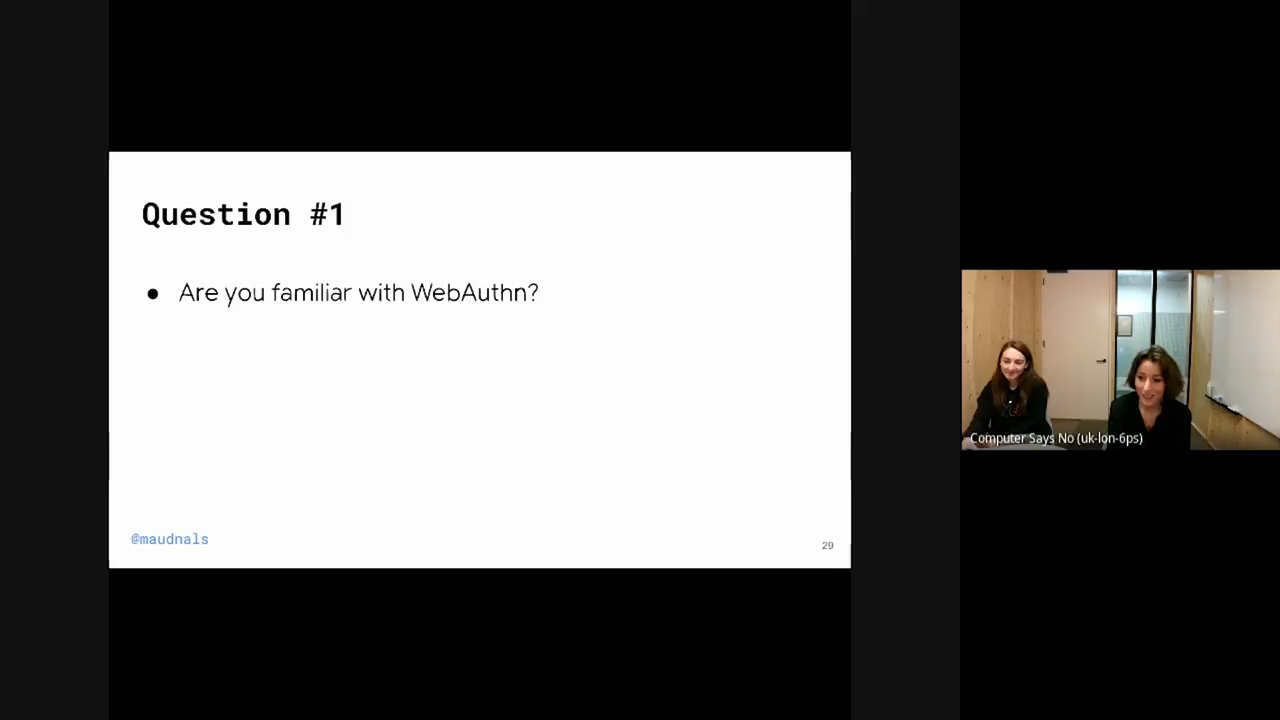 Question #1
● Are you familiar with WebAuthn?
@maudnals
29
Computer Says No (uk-lon-6ps)